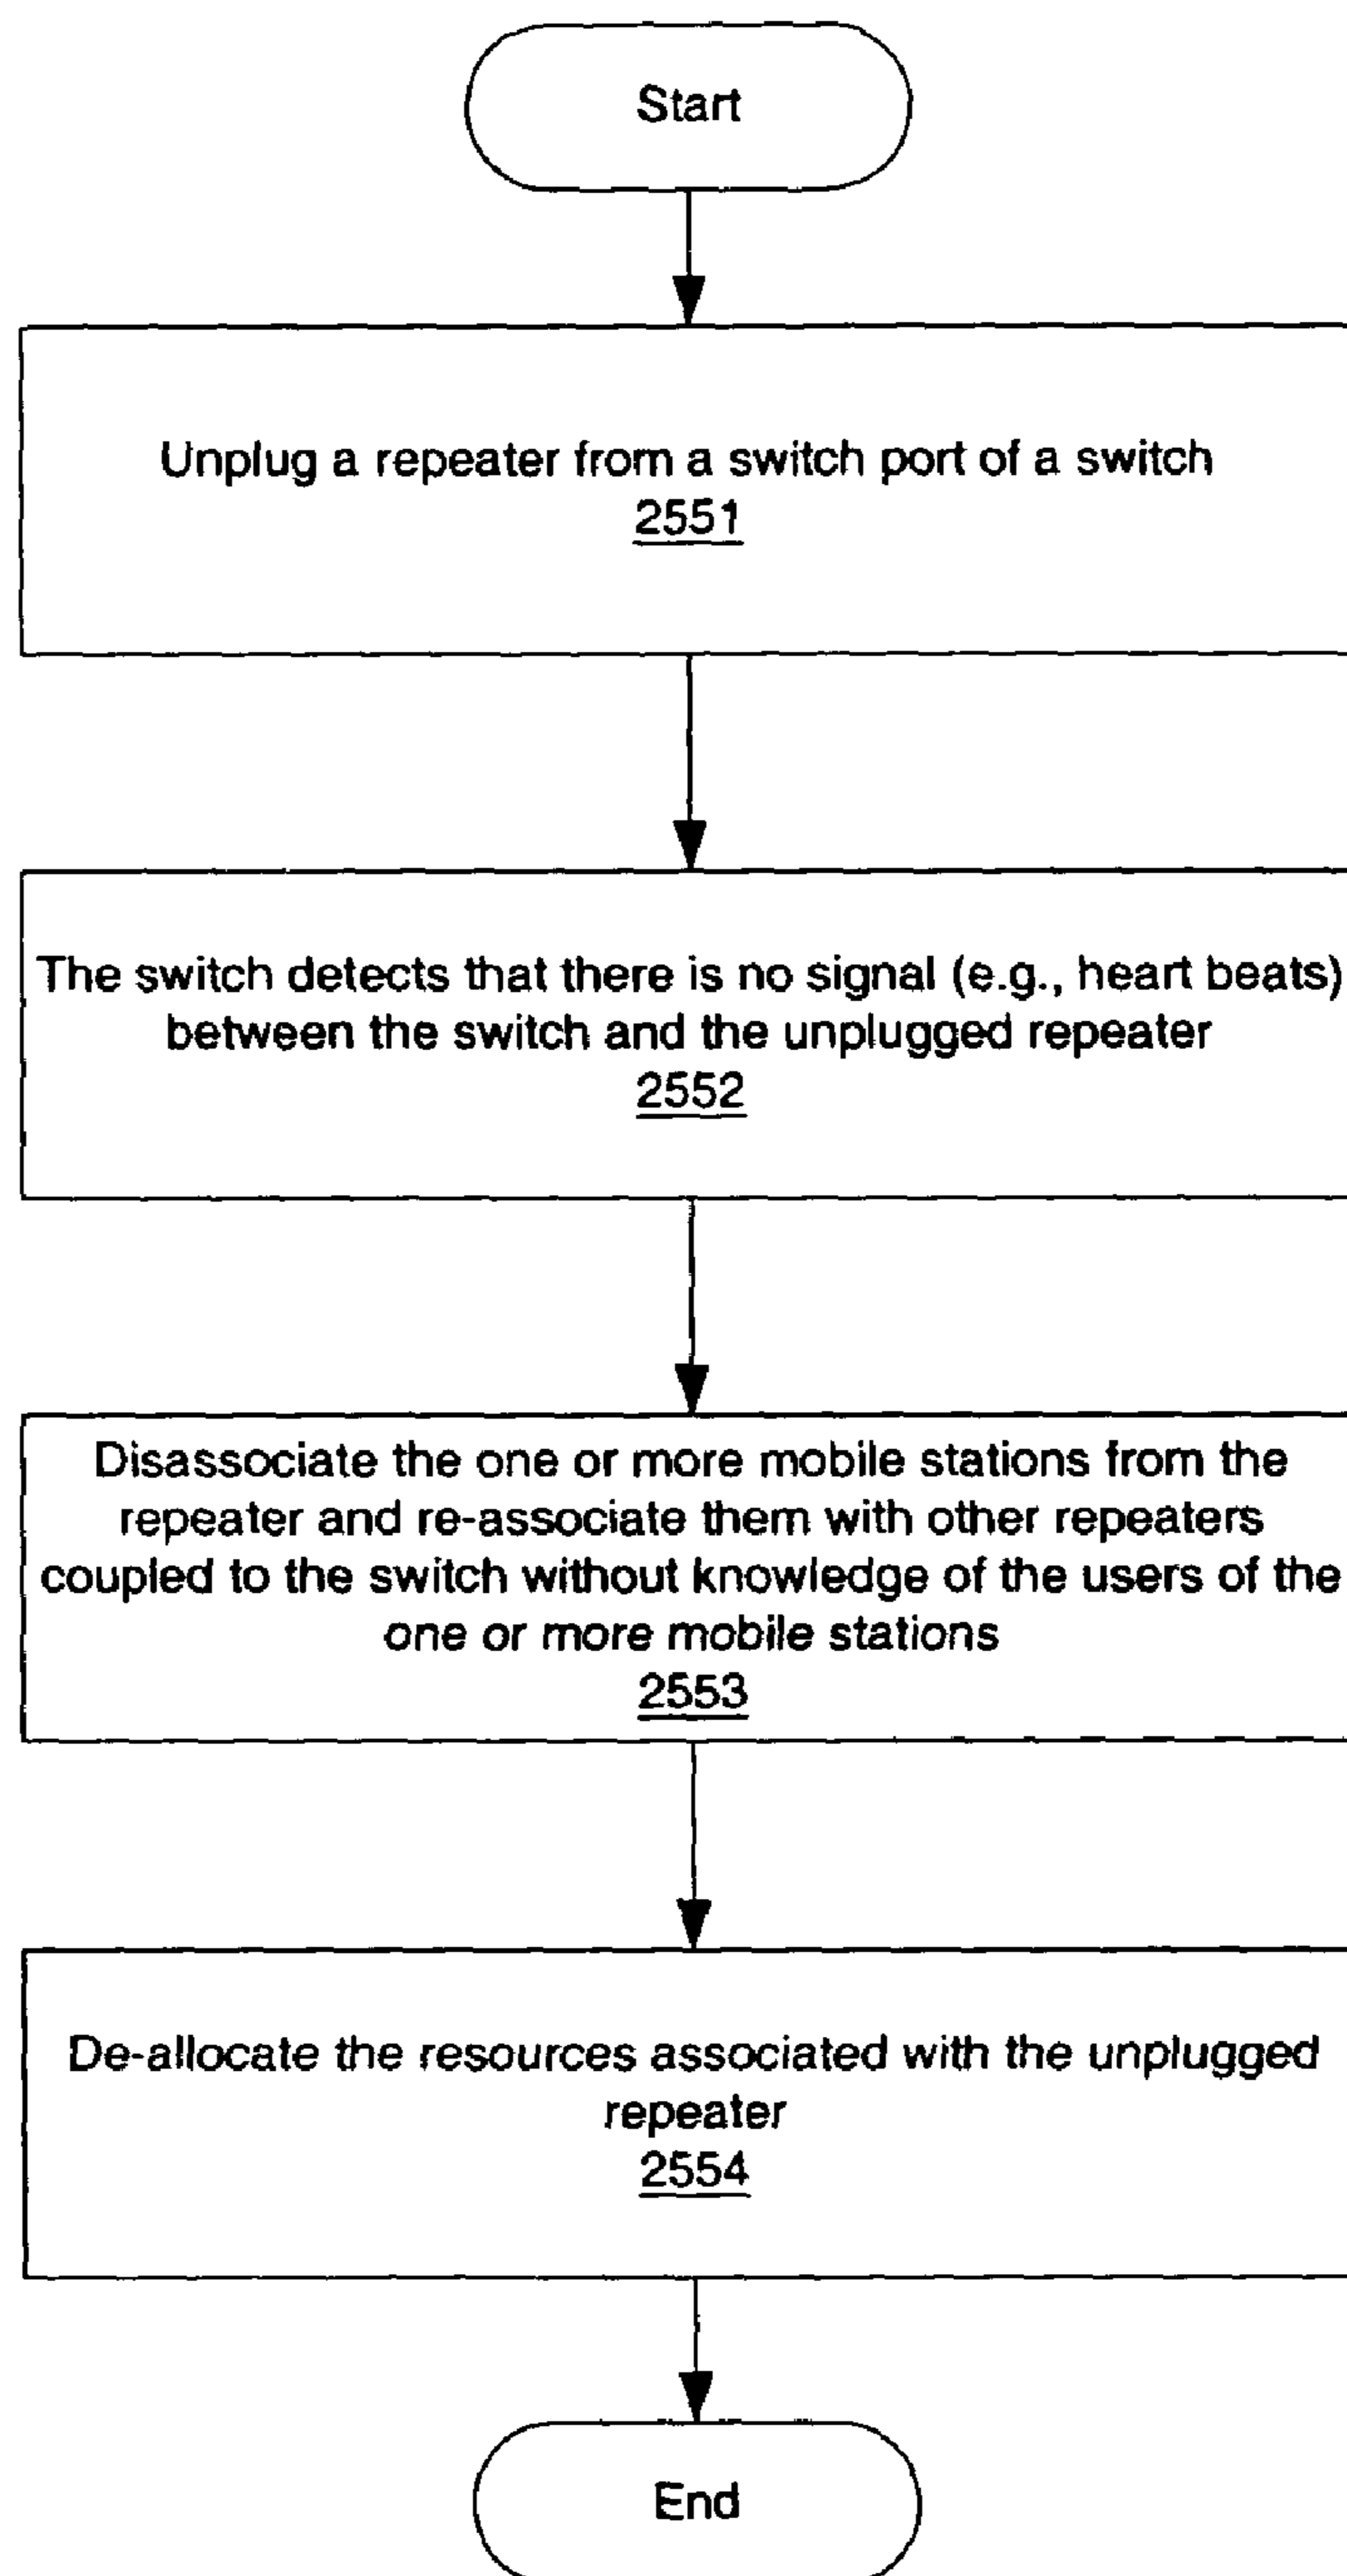 Start
Unplug a repeater from a switch port of a switch
2551
The switch detects that there is no signal (e.g., heart beats)
between the switch and the unplugged repeater
2552
Disassociate the one or more mobile stations from the
repeater and re-associate them with other repeaters
coupled to the switch without knowledge of the users of the
one or more mobile stations
2553
De-allocate the resources associated with the unplugged
repeater
2554
End